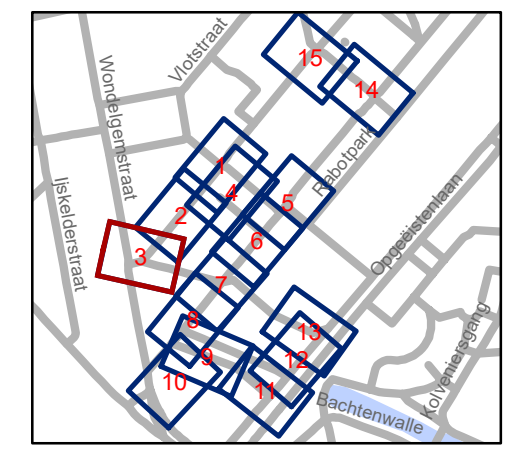 15
14
Vlotstraat
Wondelgemstraat
Rabotpark
1
4
5
Ijskelderstraat
2
6
Opgeëistenlaan
3
7
8
13
9
12
10
11
Kolveniersgang
Bachtenwalle